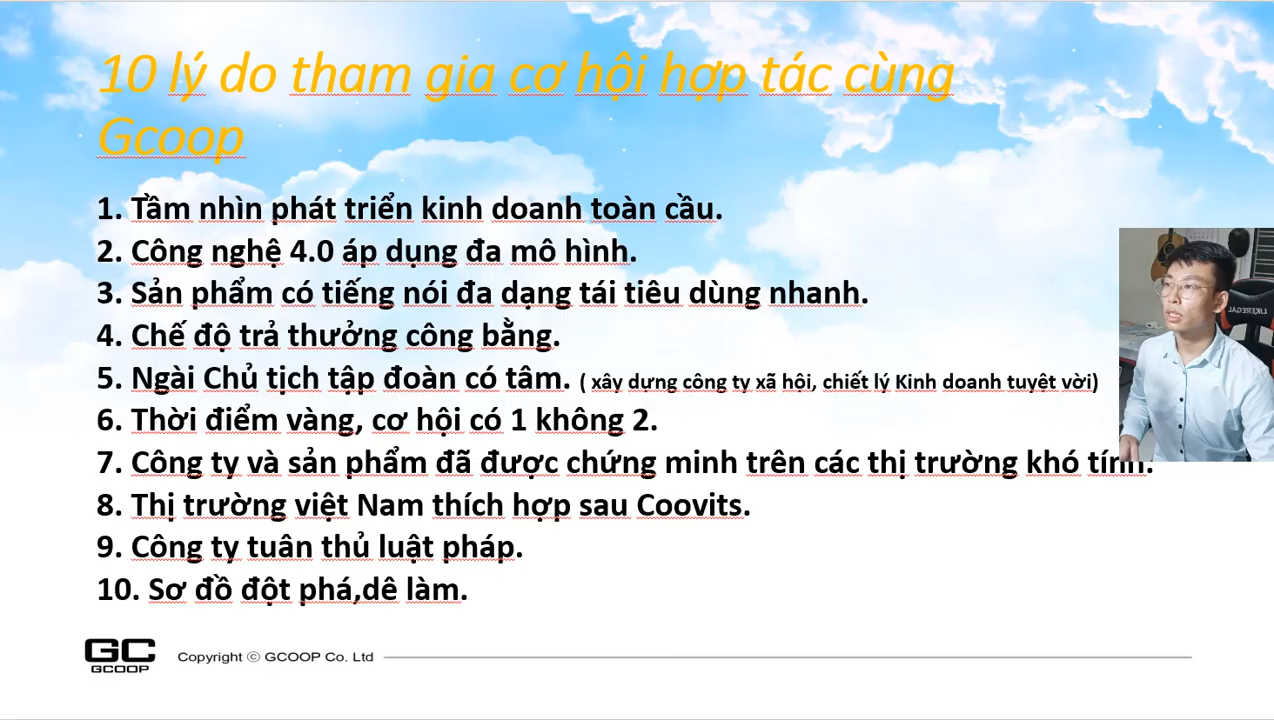 10 lý do tham gia cơ hội hợp tác cùng
Gcoop
1. Tầm nhìn phát triển kinh doanh toàn cầu.
2. Công nghệ 4.0 áp dụng đa mô hình.
3. Sản phẩm có tiếng nói đa dạng tái tiêu dùng nhanh.
4. Chế độ trả thưởng công bằng.
5. Ngài Chủ tịch tập đoàn có tâm. ( xây dựng công ty xã hội, chiết lý Kinh doanh tuyệt vời)
6. Thời điểm vàng, cơ hội có 1 không 2.
7. Công ty và sản phẩm đã được chứng minh trên các thị trường khó tính.
8. Thị trường việt Nam thích hợp sau Coovits.
9. Công ty tuân thủ luật pháp.
10. Sơ đồ đột phá,dê làm.
GC
GCOOP
Copyright © GCOOP Co. Ltd
LIKEREGAL